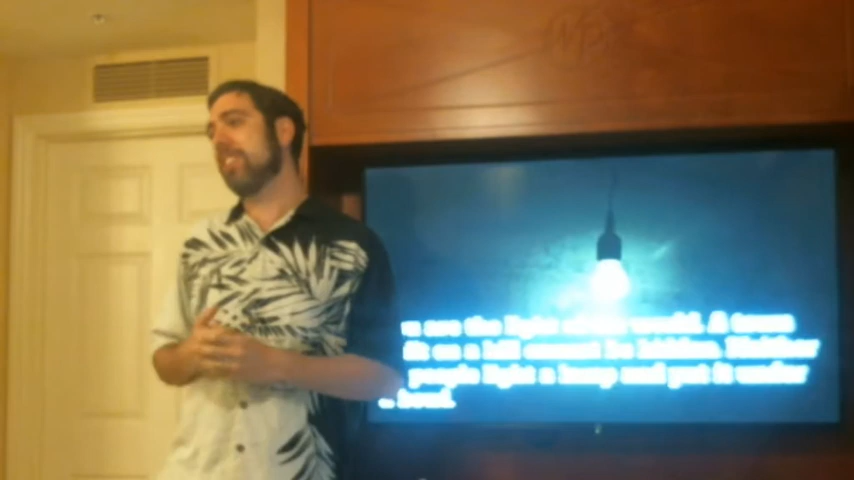 are the light of the world. A town
on a hill cannot be hidden. Neither
people light a lamp and put it under
a bowl.